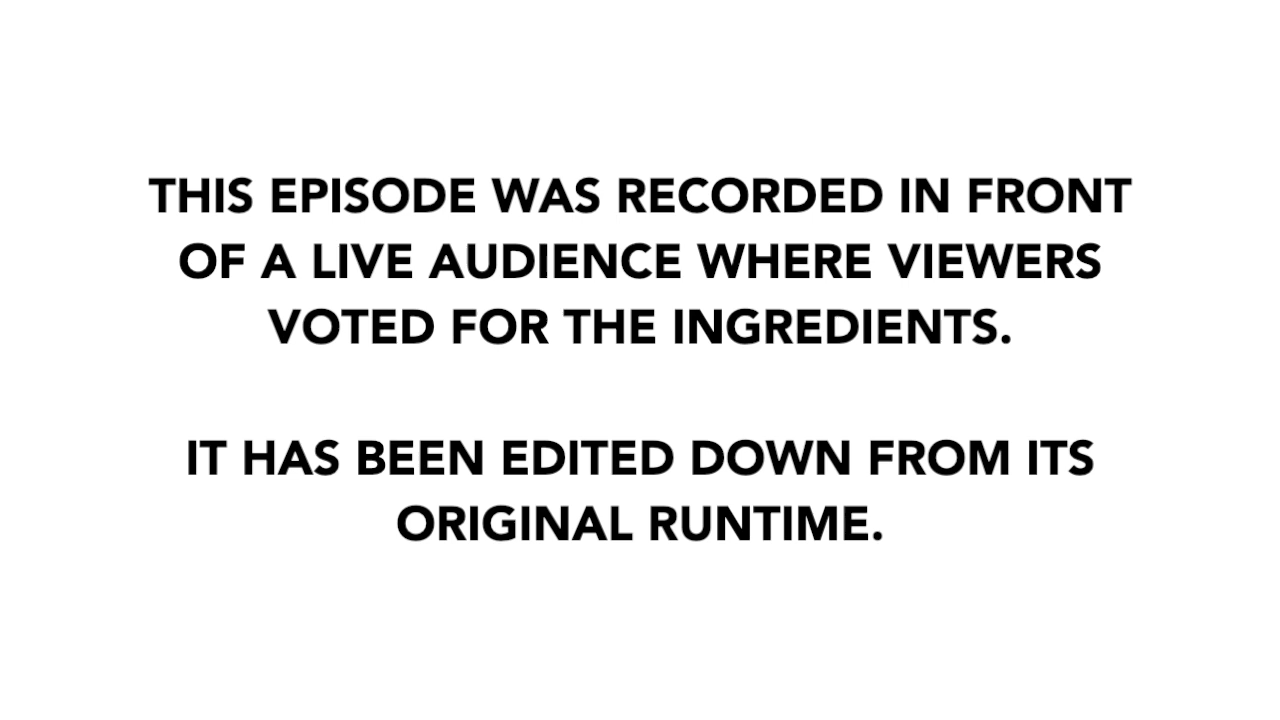 THIS EPISODE WAS RECORDED IN FRONT
OF A LIVE AUDIENCE WHERE VIEWERS
VOTED FOR THE INGREDIENTS.
IT HAS BEEN EDITED DOWN FROM ITS
ORIGINAL RUNTIME.